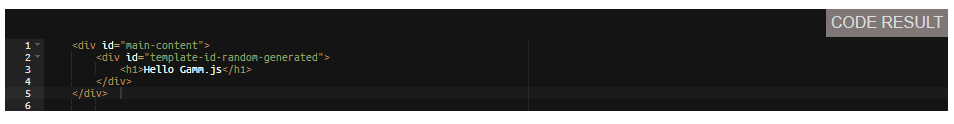 CODE RESULT
1 <div id="main-content">
2 <div id="template-id-random-generated">
3 <h1>Hello Gamm.js</h1>
4 </div>
5 </div>
6